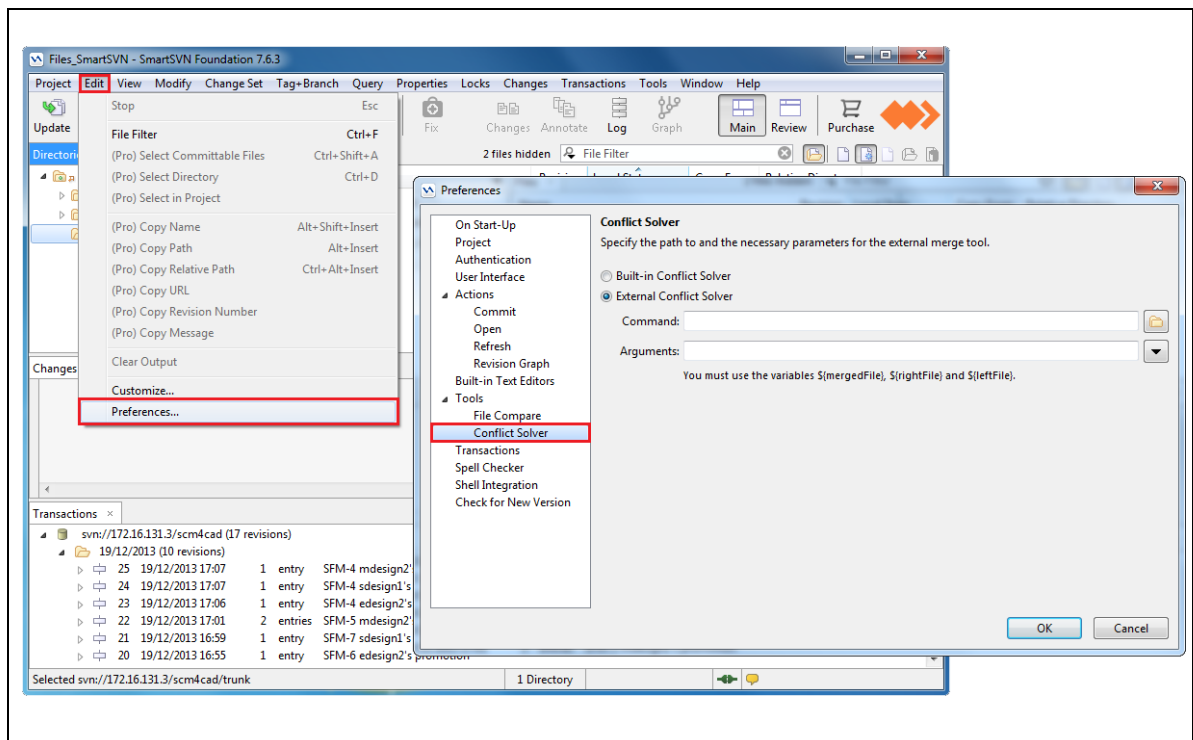 Files_SmartSVN - SmartSVN Foundation 7.6.3
Project Edit View Modify Change Set Tag+Branch Query Properties Locks Changes Transactions Tools Window Help
Update Fix Changes Annotate Log Graph Main Review Purchase
Stop Esc
File Filter Ctrl+F
(Pro) Select Committable Files Ctrl+Shift+A
(Pro) Select Directory Ctrl+D
(Pro) Select in Project
(Pro) Copy Name Alt+Shift+Insert
(Pro) Copy Path Alt+Insert
(Pro) Copy Relative Path Ctrl+Alt+Insert
(Pro) Copy URL
(Pro) Copy Revision Number
(Pro) Copy Message
Clear Output
Customize...
Preferences...
Directori
2 files hidden File Filter
Preferences
On Start-Up
Project
Authentication
User Interface
Actions
Commit
Open
Refresh
Revision Graph
Built-in Text Editors
Tools
File Compare
Conflict Solver
Transactions
Spell Checker
Shell Integration
Check for New Version
Conflict Solver
Specify the path to and the necessary parameters for the external merge tool.
Built-in Conflict Solver
External Conflict Solver
Command:
Arguments:
You must use the variables ${mergedFile}, ${rightFile} and ${leftFile}.
OK Cancel
Changes
Transactions
svn://172.16.131.3/scm4cad (17 revisions)
19/12/2013 (10 revisions)
25 19/12/2013 17:07 1 entry SFM-4 mdesign2'
24 19/12/2013 17:07 1 entry SFM-4 sdesign1's
23 19/12/2013 17:06 1 entry SFM-4 edesign2's
22 19/12/2013 17:01 2 entries SFM-5 mdesign2'
21 19/12/2013 16:59 1 entry SFM-7 sdesign1's
20 19/12/2013 16:55 1 entry SFM-6 edesign2's promotion
Selected svn://172.16.131.3/scm4cad/trunk 1 Directory